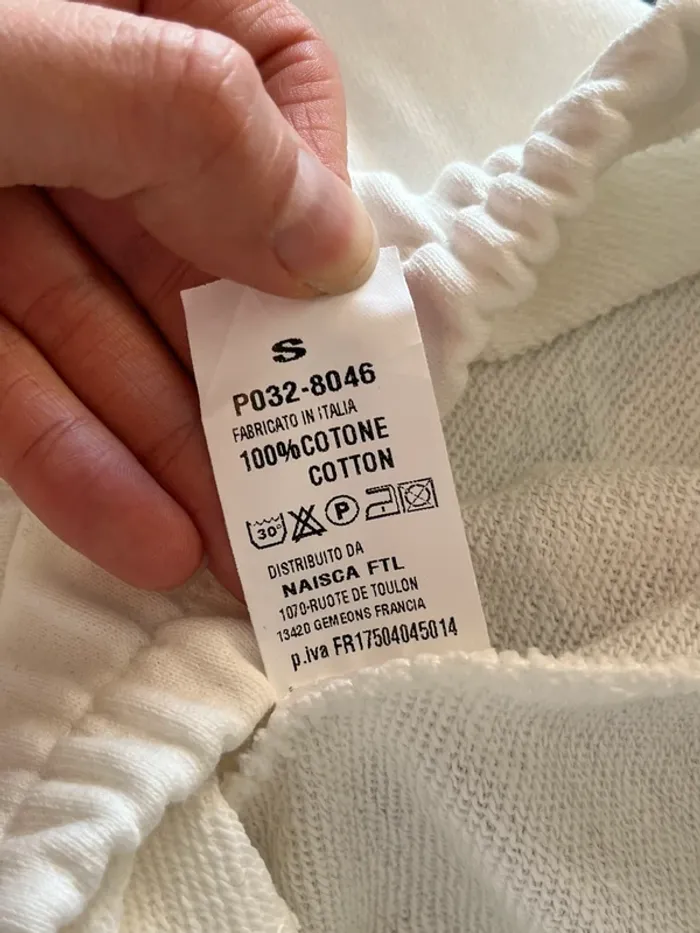 S
P032-8046
FABRICATO IN ITALIA
100%COTONE
COTTON
30°
P
DISTRIBUITO DA
NAISCA FTL
1070-RUOTE DE TOULON
13420 GEMEONS FRANCIA
p.iva FR17504045014